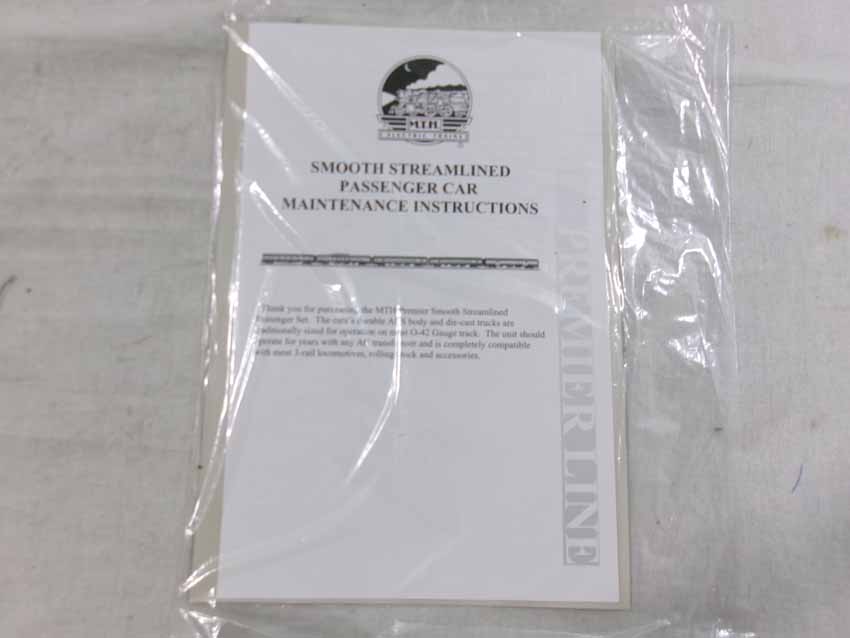 M.T.H.
ELECTRIC TRAINS
®
SMOOTH STREAMLINED
PASSENGER CAR
MAINTENANCE INSTRUCTIONS
Thank you for purchasing the MTH Premier Smooth Streamlined
Passenger Set. The cars's durable ABS body and die-cast trucks are
traditionally sized for operation on most O-42 Gauge track. The unit should
operate for years with any AC transformer and is completely compatible
with most 3-rail locomotives, rolling stock and accessories.
PREMIER LINE